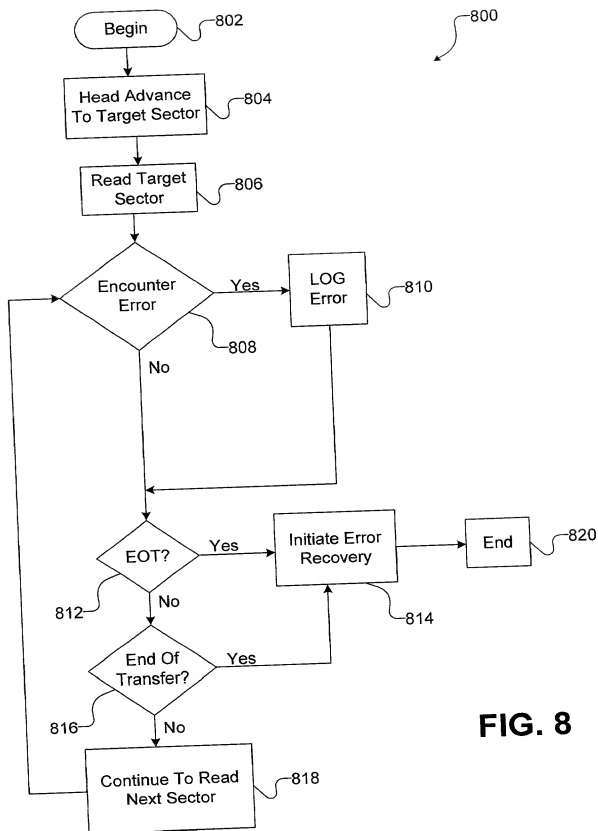 Begin
802
800
Head Advance
To Target Sector
804
Read Target
Sector
806
Encounter
Error
Yes
808
No
LOG
Error
810
EOT?
Yes
812
No
Initiate Error
Recovery
814
End
820
End Of
Transfer?
Yes
816
No
Continue To Read
Next Sector
818
FIG. 8